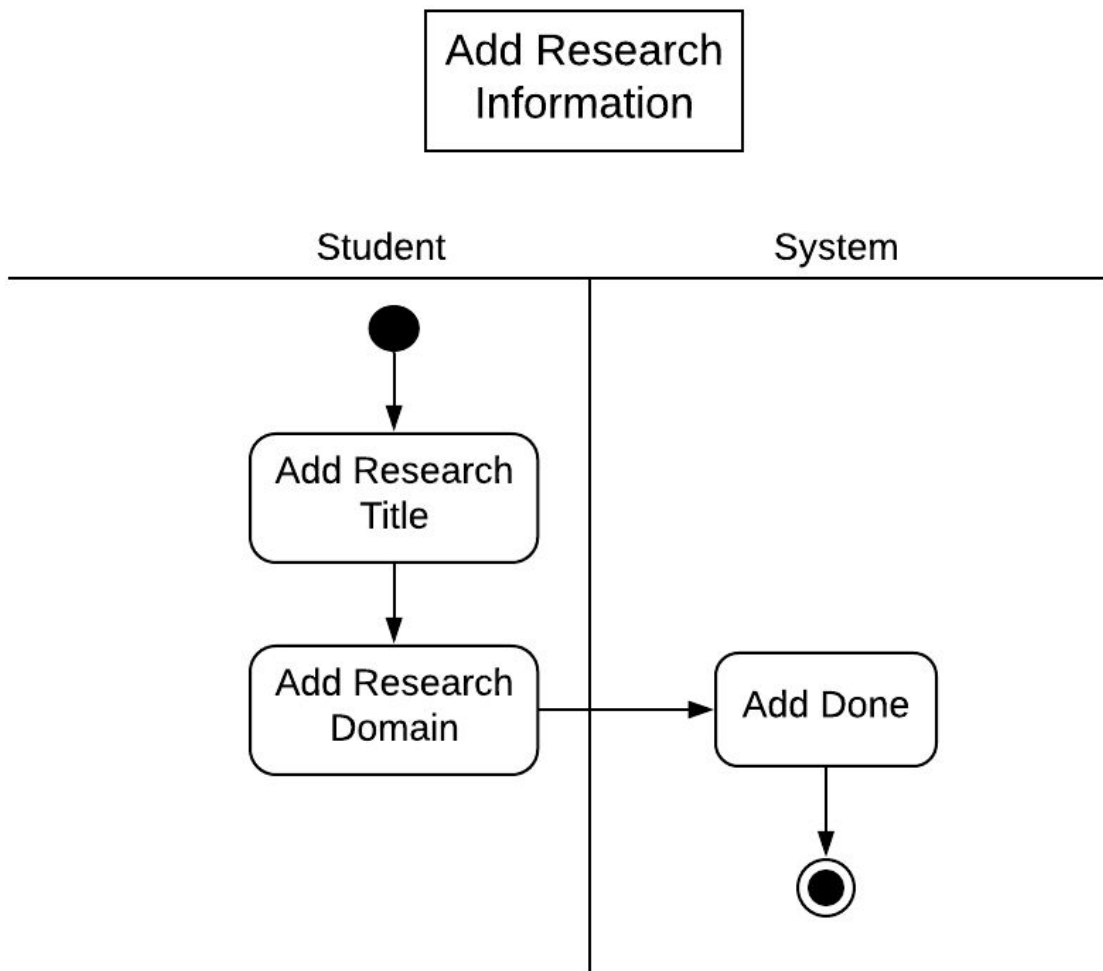 Add Research
Information
Student
System
Add Research
Title
Add Research
Domain
Add Done